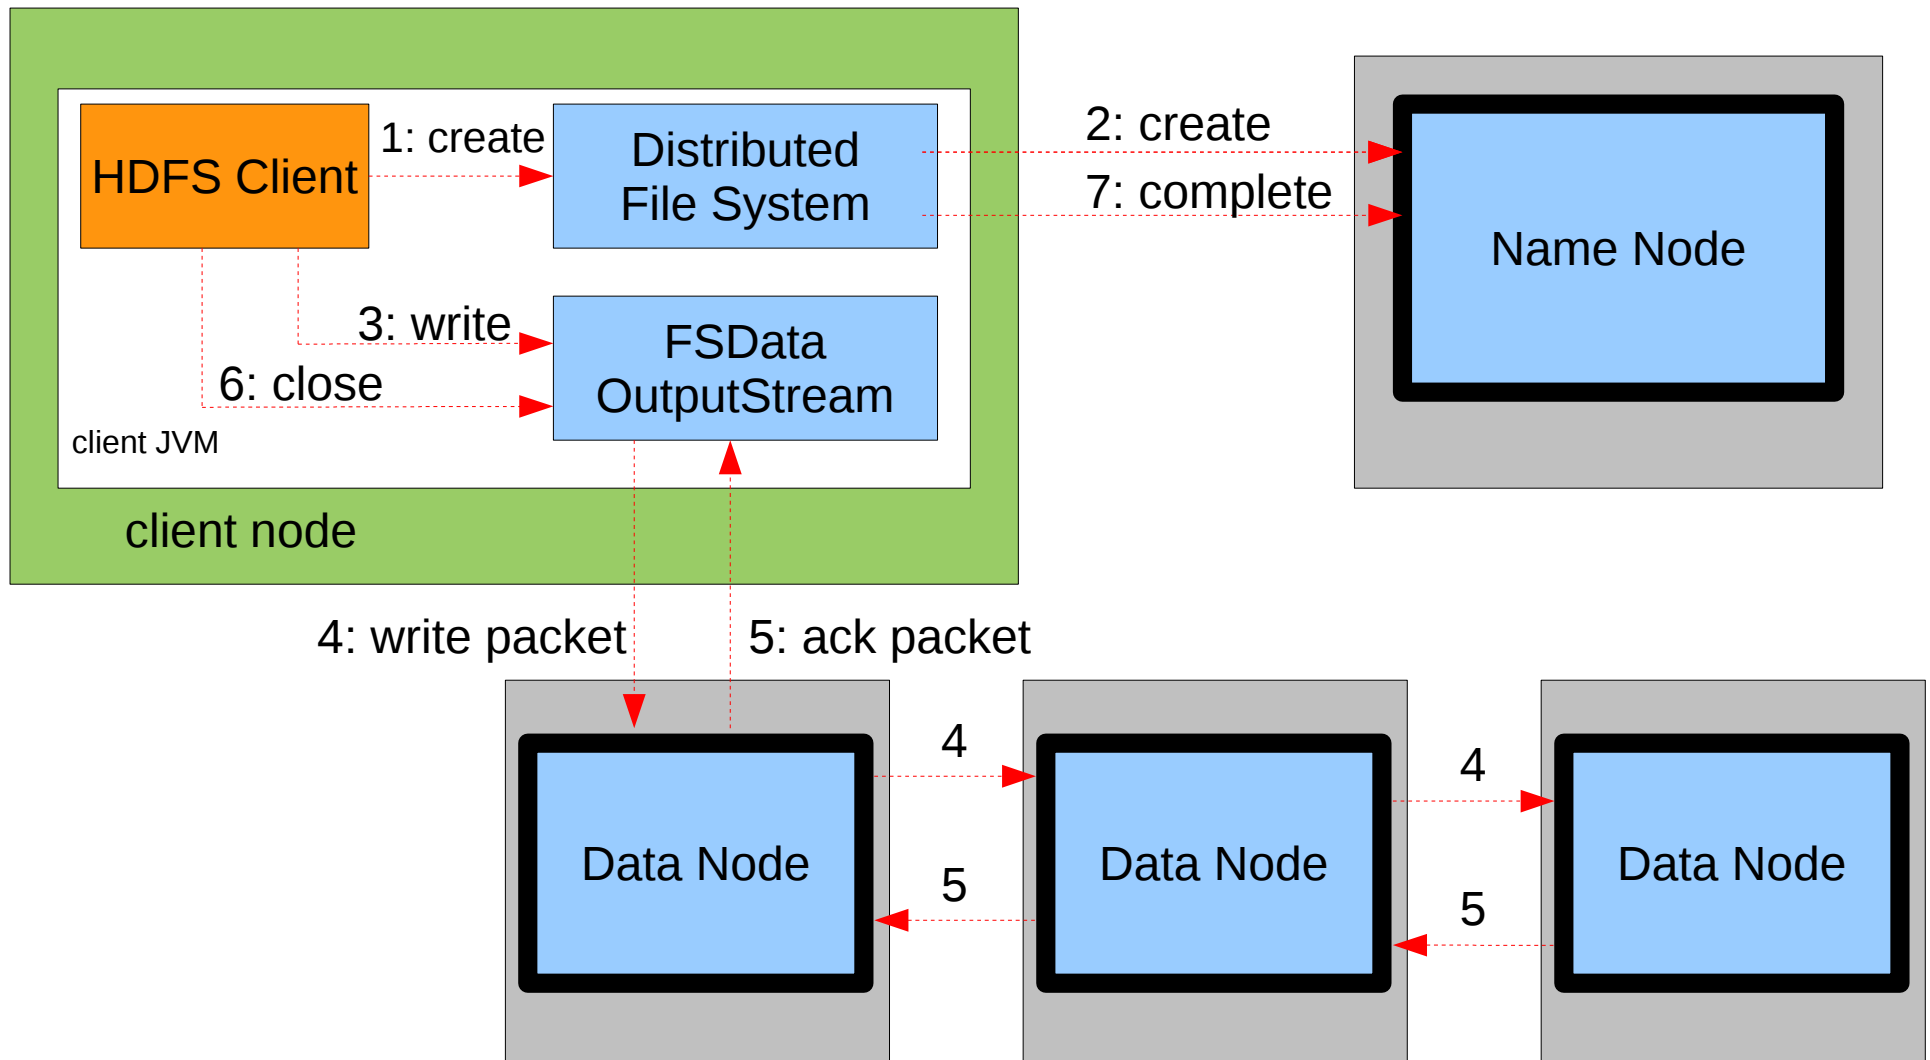 HDFS Client
1: create
Distributed
File System
2: create
7: complete
Name Node
3: write
6: close
FSData
OutputStream
client JVM
client node
4: write packet
5: ack packet
4
4
Data Node
Data Node
Data Node
5
5